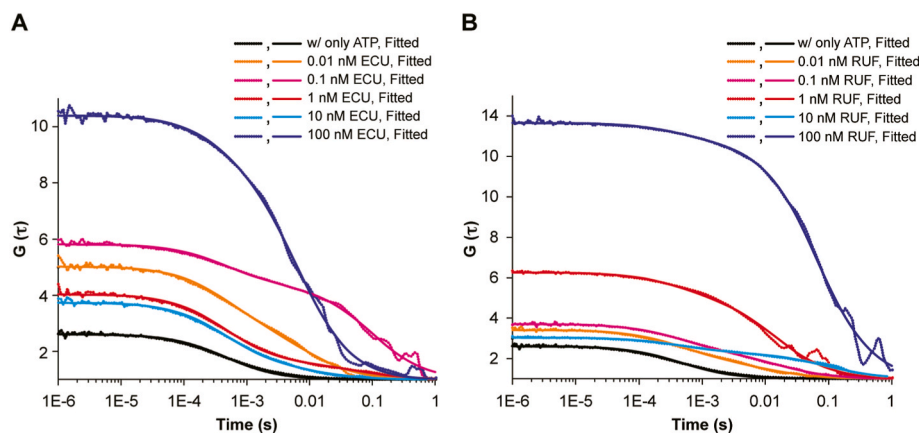 A
w/ only ATP, Fitted
0.01 nM ECU, Fitted
0.1 nM ECU, Fitted
1 nM ECU, Fitted
10 nM ECU, Fitted
100 nM ECU, Fitted
G (τ)
10
8
6
4
2
1E-6
1E-5
1E-4
1E-3
0.01
0.1
1
Time (s)
B
w/ only ATP, Fitted
0.01 nM RUF, Fitted
0.1 nM RUF, Fitted
1 nM RUF, Fitted
10 nM RUF, Fitted
100 nM RUF, Fitted
G (τ)
14
12
10
8
6
4
2
1E-6
1E-5
1E-4
1E-3
0.01
0.1
1
Time (s)